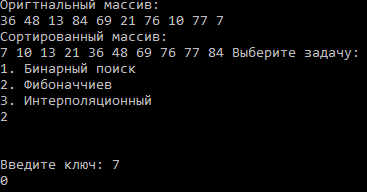 Оригтнальный массив:
36 48 13 84 69 21 76 10 77 7
Сортированный массив:
7 10 13 21 36 48 69 76 77 84 Выберите задачу:
1. Бинарный поиск
2. Фибоначчиев
3. Интерполяционный
2
Введите ключ: 7
0